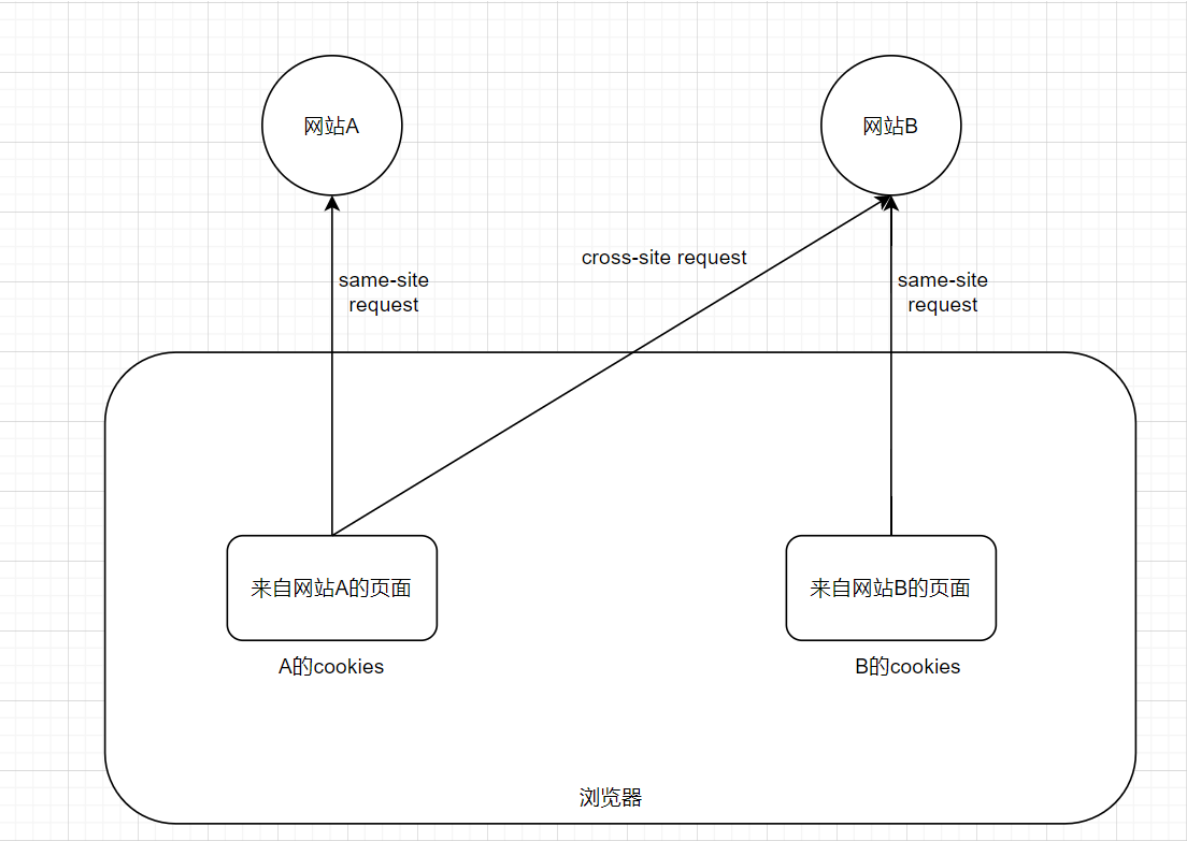 网站A
网站B
cross-site request
same-site
request
same-site
request
来自网站A的页面
来自网站B的页面
A的cookies
B的cookies
浏览器